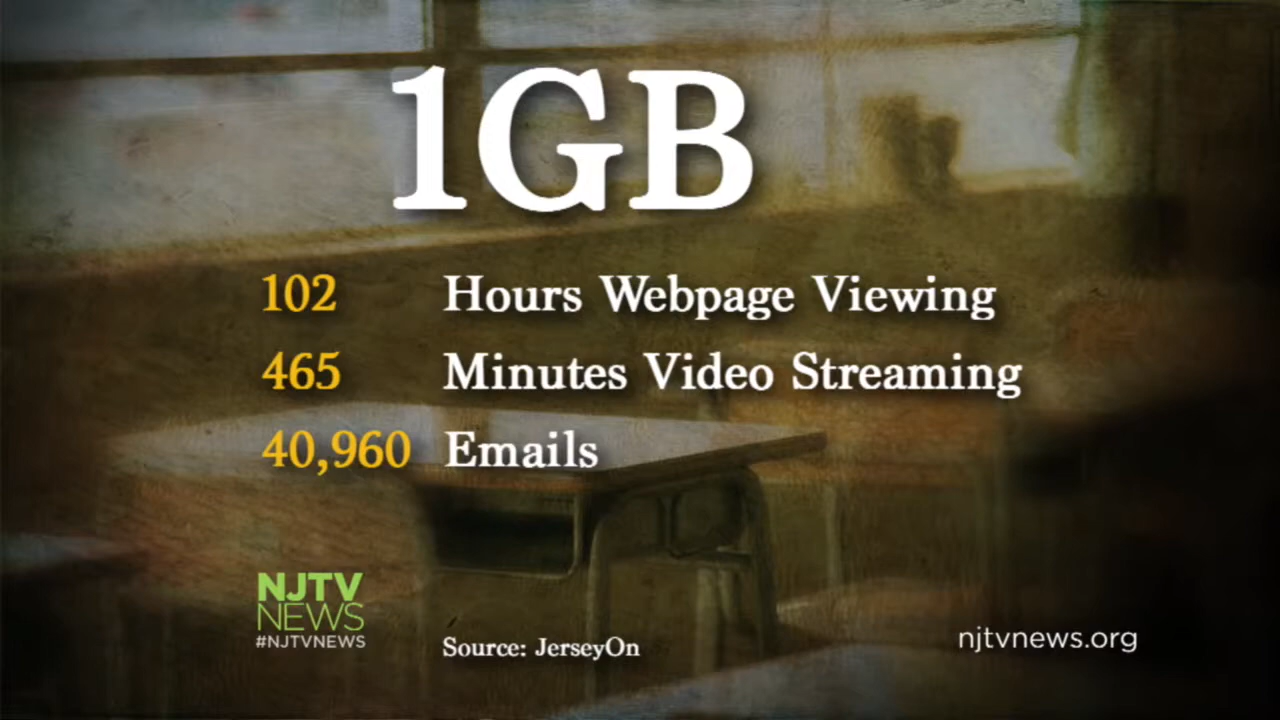 1GB
102 Hours Webpage Viewing
465 Minutes Video Streaming
40,960 Emails
NJTV
NEWS
#NJTVNEWS
Source: JerseyOn
njtvnews.org